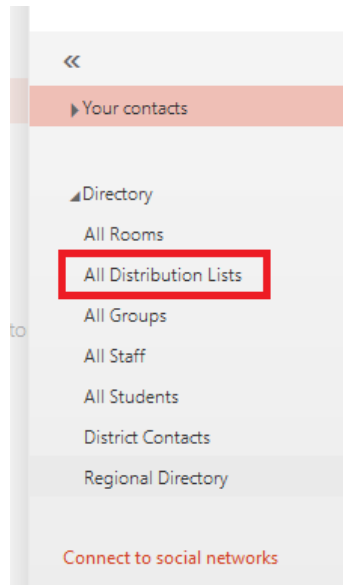 «
Your contacts
Directory
All Rooms
All Distribution Lists
All Groups
to
All Staff
All Students
District Contacts
Regional Directory
Connect to social networks